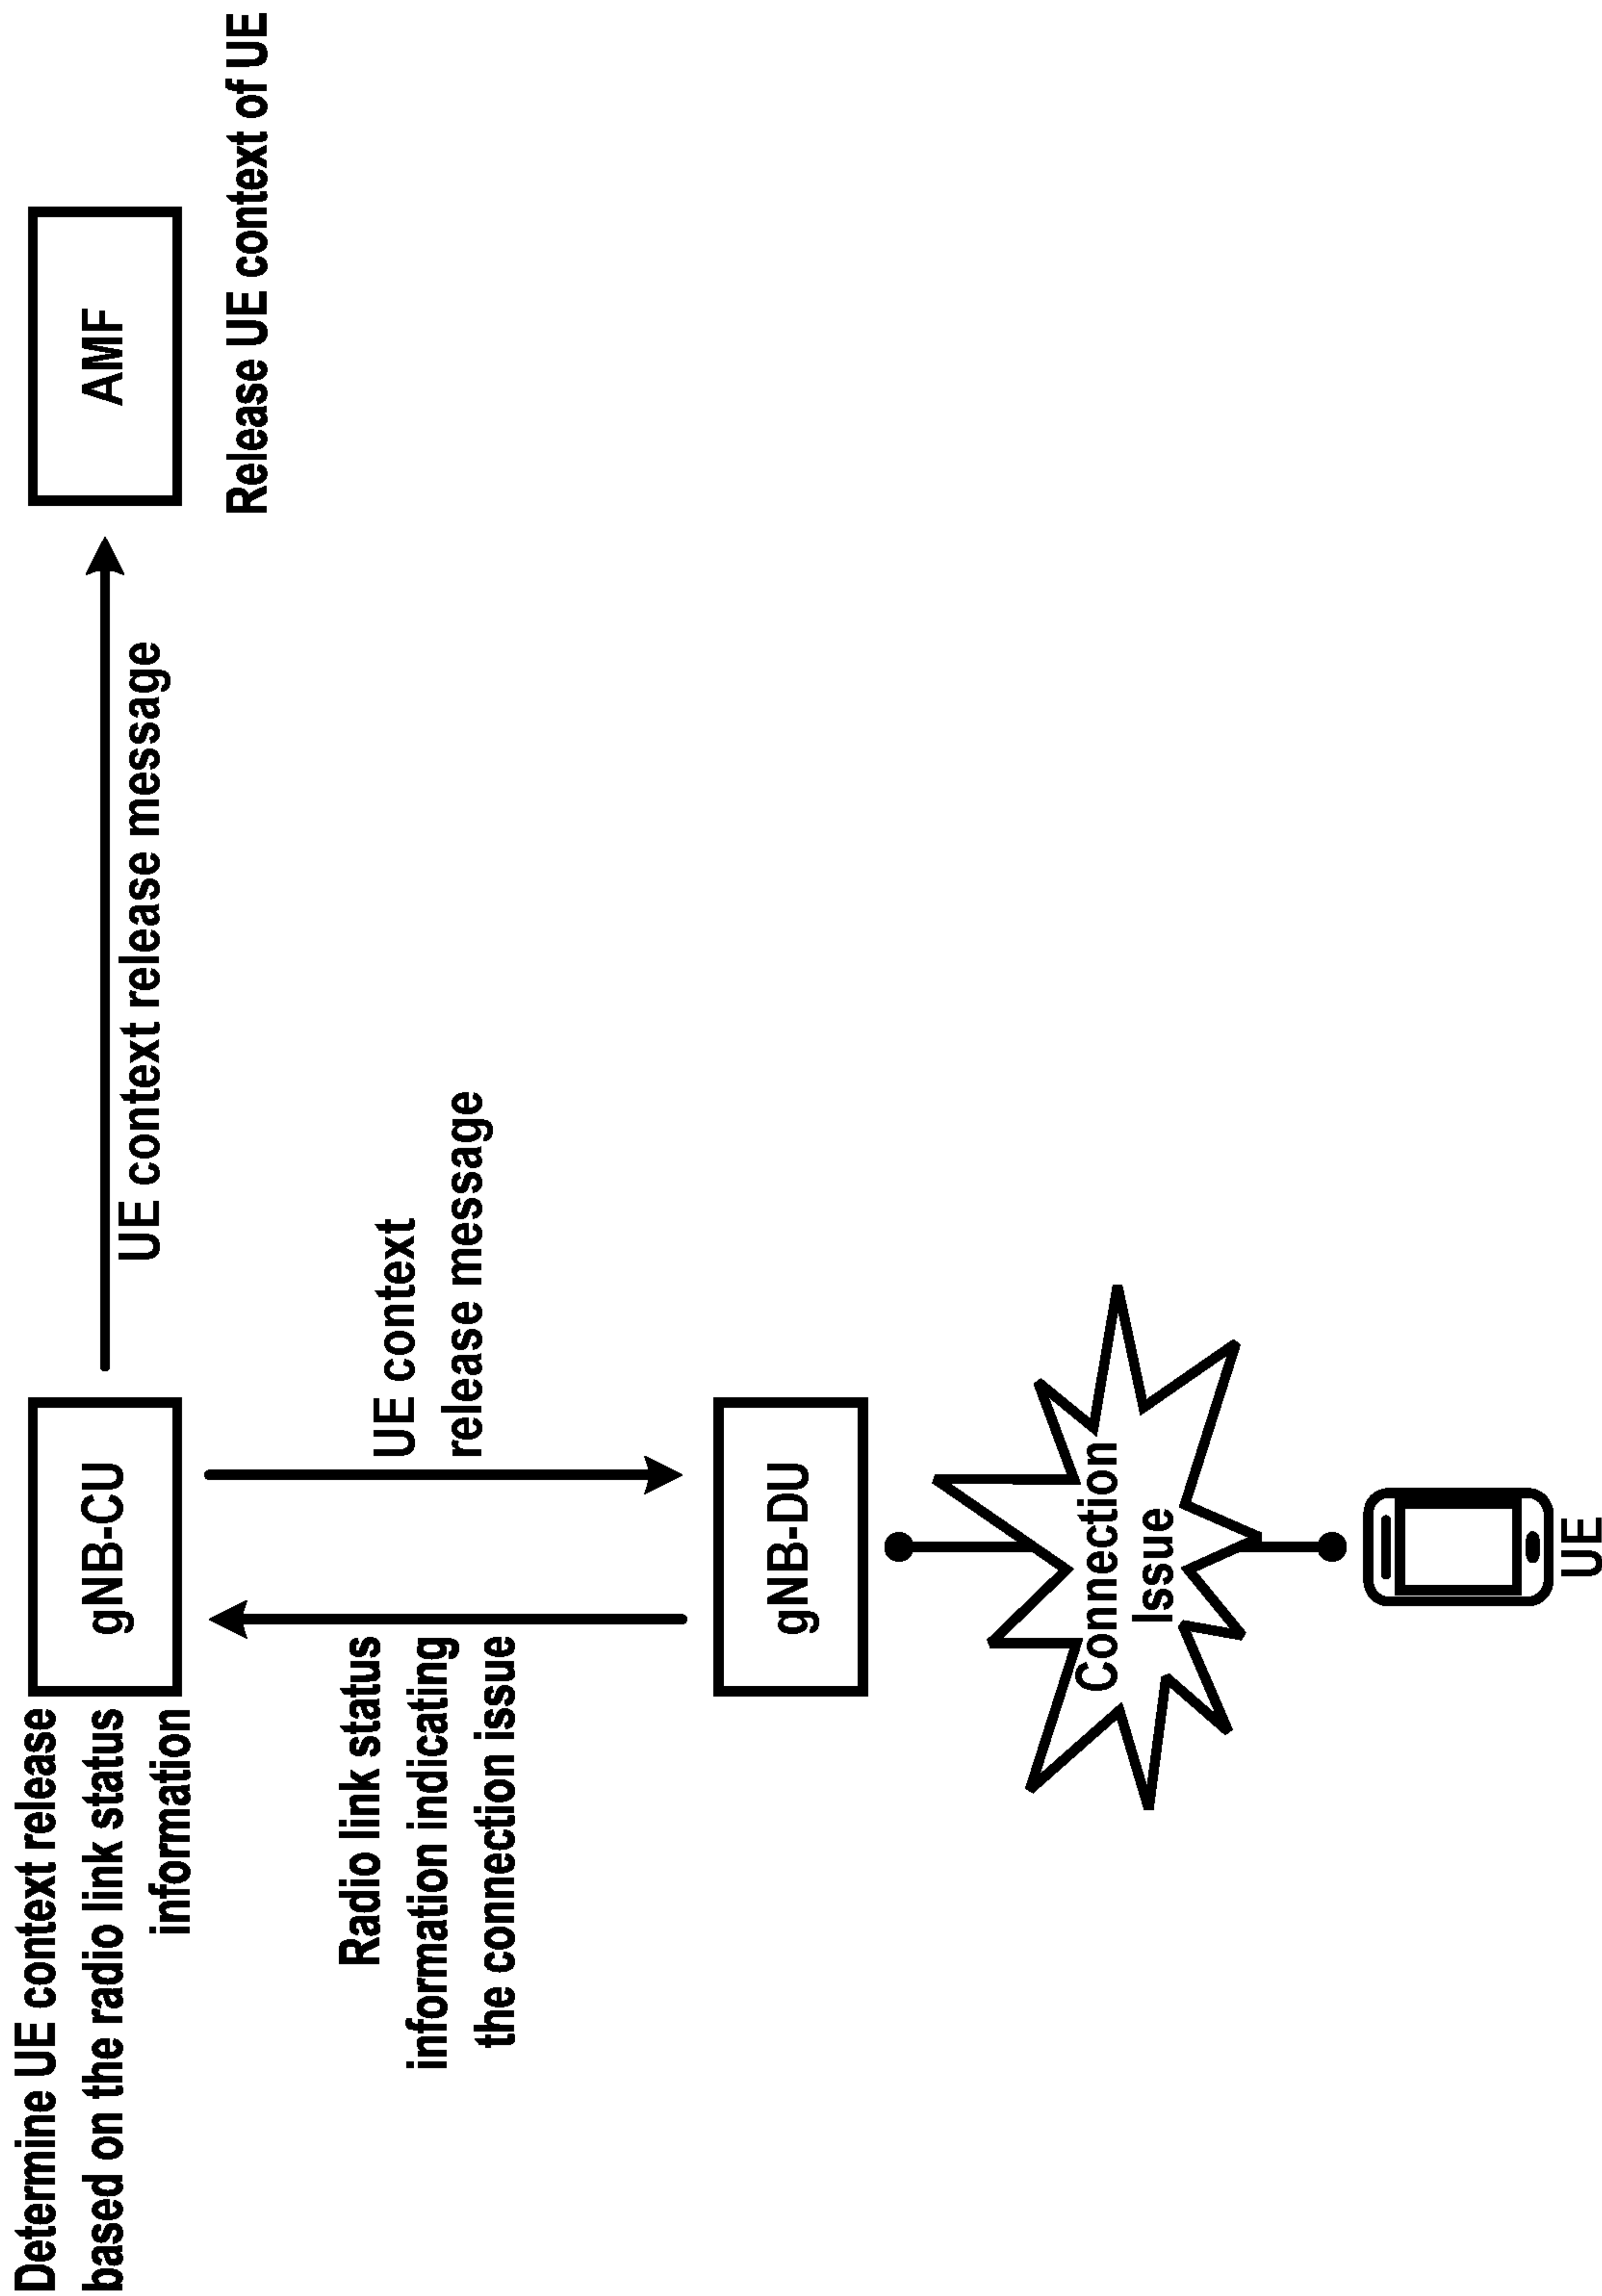 Determine UE context release
based on the radio link status
information
gNB-CU
UE context release message
AMF
Release UE context of UE
Radio link status
information indicating
the connection issue
UE context
release message
gNB-DU
Connection
Issue
UE